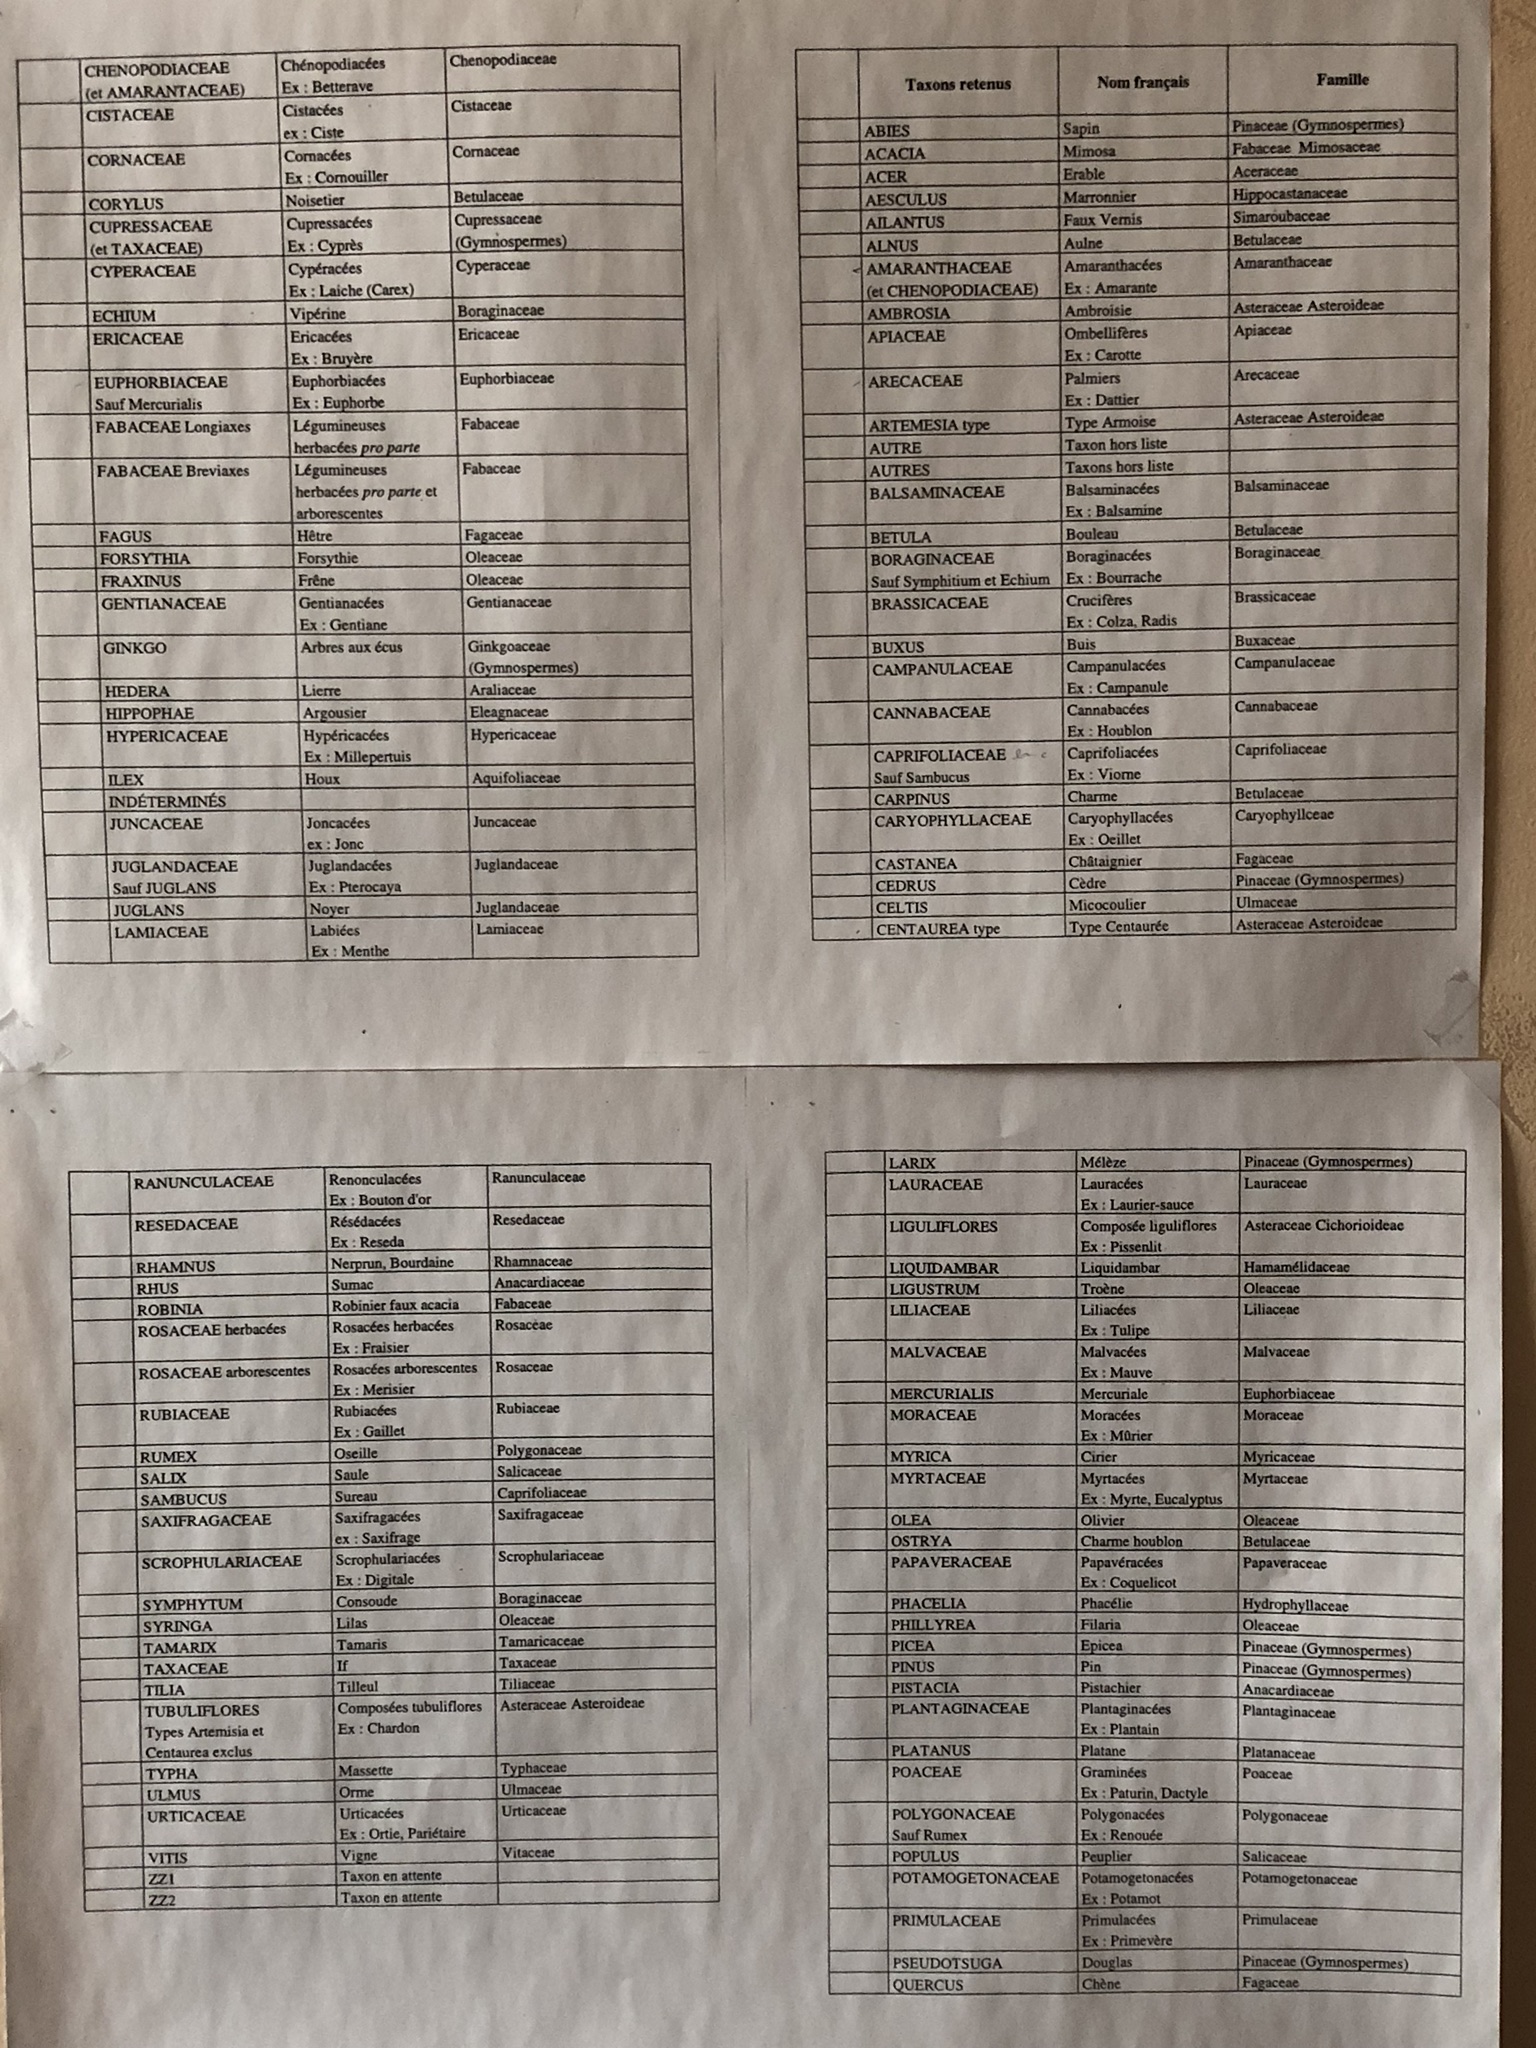 CHENOPODIACEAE Chénopodiacées Chenopodiaceae
(et AMARANTACEAE) Ex : Betterave
CISTACEAE Cistacées Cistaceae
ex : Ciste
CORNACEAE Cornacées Cornaceae
Ex : Cornouiller
CORYLUS Noisetier Betulaceae
CUPRESSACEAE Cupressacées Cupressaceae
(et TAXACEAE) Ex : Cyprès (Gymnospermes)
CYPERACEAE Cypéracées Cyperaceae
Ex : Laiche (Carex)
ECHIUM Vipérine Boraginaceae
ERICACEAE Ericacées Ericaceae
Ex : Bruyère
EUPHORBIACEAE Euphorbiacées Euphorbiaceae
Sauf Mercurialis Ex : Euphorbe
FABACEAE Longiaxes Légumineuses Fabaceae
herbacées pro parte
FABACEAE Breviaxes Légumineuses Fabaceae
herbacées pro parte et
arborescentes
FAGUS Hêtre Fagaceae
FORSYTHIA Forsythie Oleaceae
FRAXINUS Frêne Oleaceae
GENTIANACEAE Gentianacées Gentianaceae
Ex : Gentiane
GINKGO Arbres aux écus Ginkgoaceae
(Gymnospermes)
HEDERA Lierre Araliaceae
HIPPOPHAE Argousier Eleagnaceae
HYPERICACEAE Hypéricacées Hypericaceae
Ex : Millepertuis
ILEX Houx Aquifoliaceae
INDÉTERMINÉS
JUNCACEAE Joncacées Juncaceae
ex : Jonc
JUGLANDACEAE Juglandacées Juglandaceae
Sauf JUGLANS Ex : Pterocaya
JUGLANS Noyer Juglandaceae
LAMIACEAE Labiées Lamiaceae
Ex : Menthe
Taxons retenus Nom français Famille
ABIES Sapin Pinaceae (Gymnospermes)
ACACIA Mimosa Fabaceae Mimosaceae
ACER Erable Aceraceae
AESCULUS Marronnier Hippocastanaceae
AILANTUS Faux Vernis Simaroubaceae
ALNUS Aulne Betulaceae
AMARANTHACEAE Amaranthacées Amaranthaceae
(et CHENOPODIACEAE) Ex : Amarante
AMBROSIA Ambroisie Asteraceae Asteroideae
APIACEAE Ombellifères Apiaceae
Ex : Carotte
ARECACEAE Palmiers Arecaceae
Ex : Dattier
ARTEMESIA type Type Armoise Asteraceae Asteroideae
AUTRE Taxon hors liste
AUTRES Taxons hors liste
BALSAMINACEAE Balsaminacées Balsaminaceae
Ex : Balsamine
BETULA Bouleau Betulaceae
BORAGINACEAE Boraginacées Boraginaceae
Sauf Symphitium et Echium Ex : Bourrache
BRASSICACEAE Crucifères Brassicaceae
Ex : Colza, Radis
BUXUS Buis Buxaceae
CAMPANULACEAE Campanulacées Campanulaceae
Ex : Campanule
CANNABACEAE Cannabacées Cannabaceae
Ex : Houblon
CAPRIFOLIACEAE Caprifoliacées Caprifoliaceae
Sauf Sambucus Ex : Viorne
CARPINUS Charme Betulaceae
CARYOPHYLLACEAE Caryophyllacées Caryophyllceae
Ex : Oeillet
CASTANEA Châtaignier Fagaceae
CEDRUS Cèdre Pinaceae (Gymnospermes)
CELTIS Micocoulier Ulmaceae
CENTAUREA type Type Centaurée Asteraceae Asteroideae
RANUNCULACEAE Renonculacées Ranunculaceae
Ex : Bouton d'or
RESEDACEAE Résédacées Resedaceae
Ex : Reseda
RHAMNUS Nerprun, Bourdaine Rhamnaceae
RHUS Sumac Anacardiaceae
ROBINIA Robinier faux acacia Fabaceae
ROSACEAE herbacées Rosacées herbacées Rosaceae
Ex : Fraisier
ROSACEAE arborescentes Rosacées arborescentes Rosaceae
Ex : Merisier
RUBIACEAE Rubiacées Rubiaceae
Ex : Gaillet
RUMEX Oseille Polygonaceae
SALIX Saule Salicaceae
SAMBUCUS Sureau Caprifoliaceae
SAXIFRAGACEAE Saxifragacées Saxifragaceae
ex : Saxifrage
SCROPHULARIACEAE Scrophulariacées Scrophulariaceae
Ex : Digitale
SYMPHYTUM Consoude Boraginaceae
SYRINGA Lilas Oleaceae
TAMARIX Tamaris Tamaricaceae
TAXACEAE If Taxaceae
TILIA Tilleul Tiliaceae
TUBULIFLORES Composées tubuliflores Asteraceae Asteroideae
Types Artemisia et Ex : Chardon
Centaurea exclus
TYPHA Massette Typhaceae
ULMUS Orme Ulmaceae
URTICACEAE Urticacées Urticaceae
Ex : Ortie, Pariétaire
VITIS Vigne Vitaceae
ZZ1 Taxon en attente
ZZ2 Taxon en attente
LARIX Mélèze Pinaceae (Gymnospermes)
LAURACEAE Lauracées Lauraceae
Ex : Laurier-sauce
LIGULIFLORES Composée liguliflores Asteraceae Cichorioideae
Ex : Pissenlit
LIQUIDAMBAR Liquidambar Hamamélidaceae
LIGUSTRUM Troène Oleaceae
LILIACEAE Liliacées Liliaceae
Ex : Tulipe
MALVACEAE Malvacées Malvaceae
Ex : Mauve
MERCURIALIS Mercuriale Euphorbiaceae
MORACEAE Moracées Moraceae
Ex : Mûrier
MYRICA Cirier Myricaceae
MYRTACEAE Myrtacées Myrtaceae
Ex : Myrte, Eucalyptus
OLEA Olivier Oleaceae
OSTRYA Charme houblon Betulaceae
PAPAVERACEAE Papavéracées Papaveraceae
Ex : Coquelicot
PHACELIA Phacélie Hydrophyllaceae
PHILLYREA Filaria Oleaceae
PICEA Epicea Pinaceae (Gymnospermes)
PINUS Pin Pinaceae (Gymnospermes)
PISTACIA Pistachier Anacardiaceae
PLANTAGINACEAE Plantaginacées Plantaginaceae
Ex : Plantain
PLATANUS Platane Platanaceae
POACEAE Graminées Poaceae
Ex : Paturin, Dactyle
POLYGONACEAE Polygonacées Polygonaceae
Sauf Rumex Ex : Renouée
POPULUS Peuplier Salicaceae
POTAMOGETONACEAE Potamogetonacées Potamogetonaceae
Ex : Potamot
PRIMULACEAE Primulacées Primulaceae
Ex : Primevère
PSEUDOTSUGA Douglas Pinaceae (Gymnospermes)
QUERCUS Chêne Fagaceae